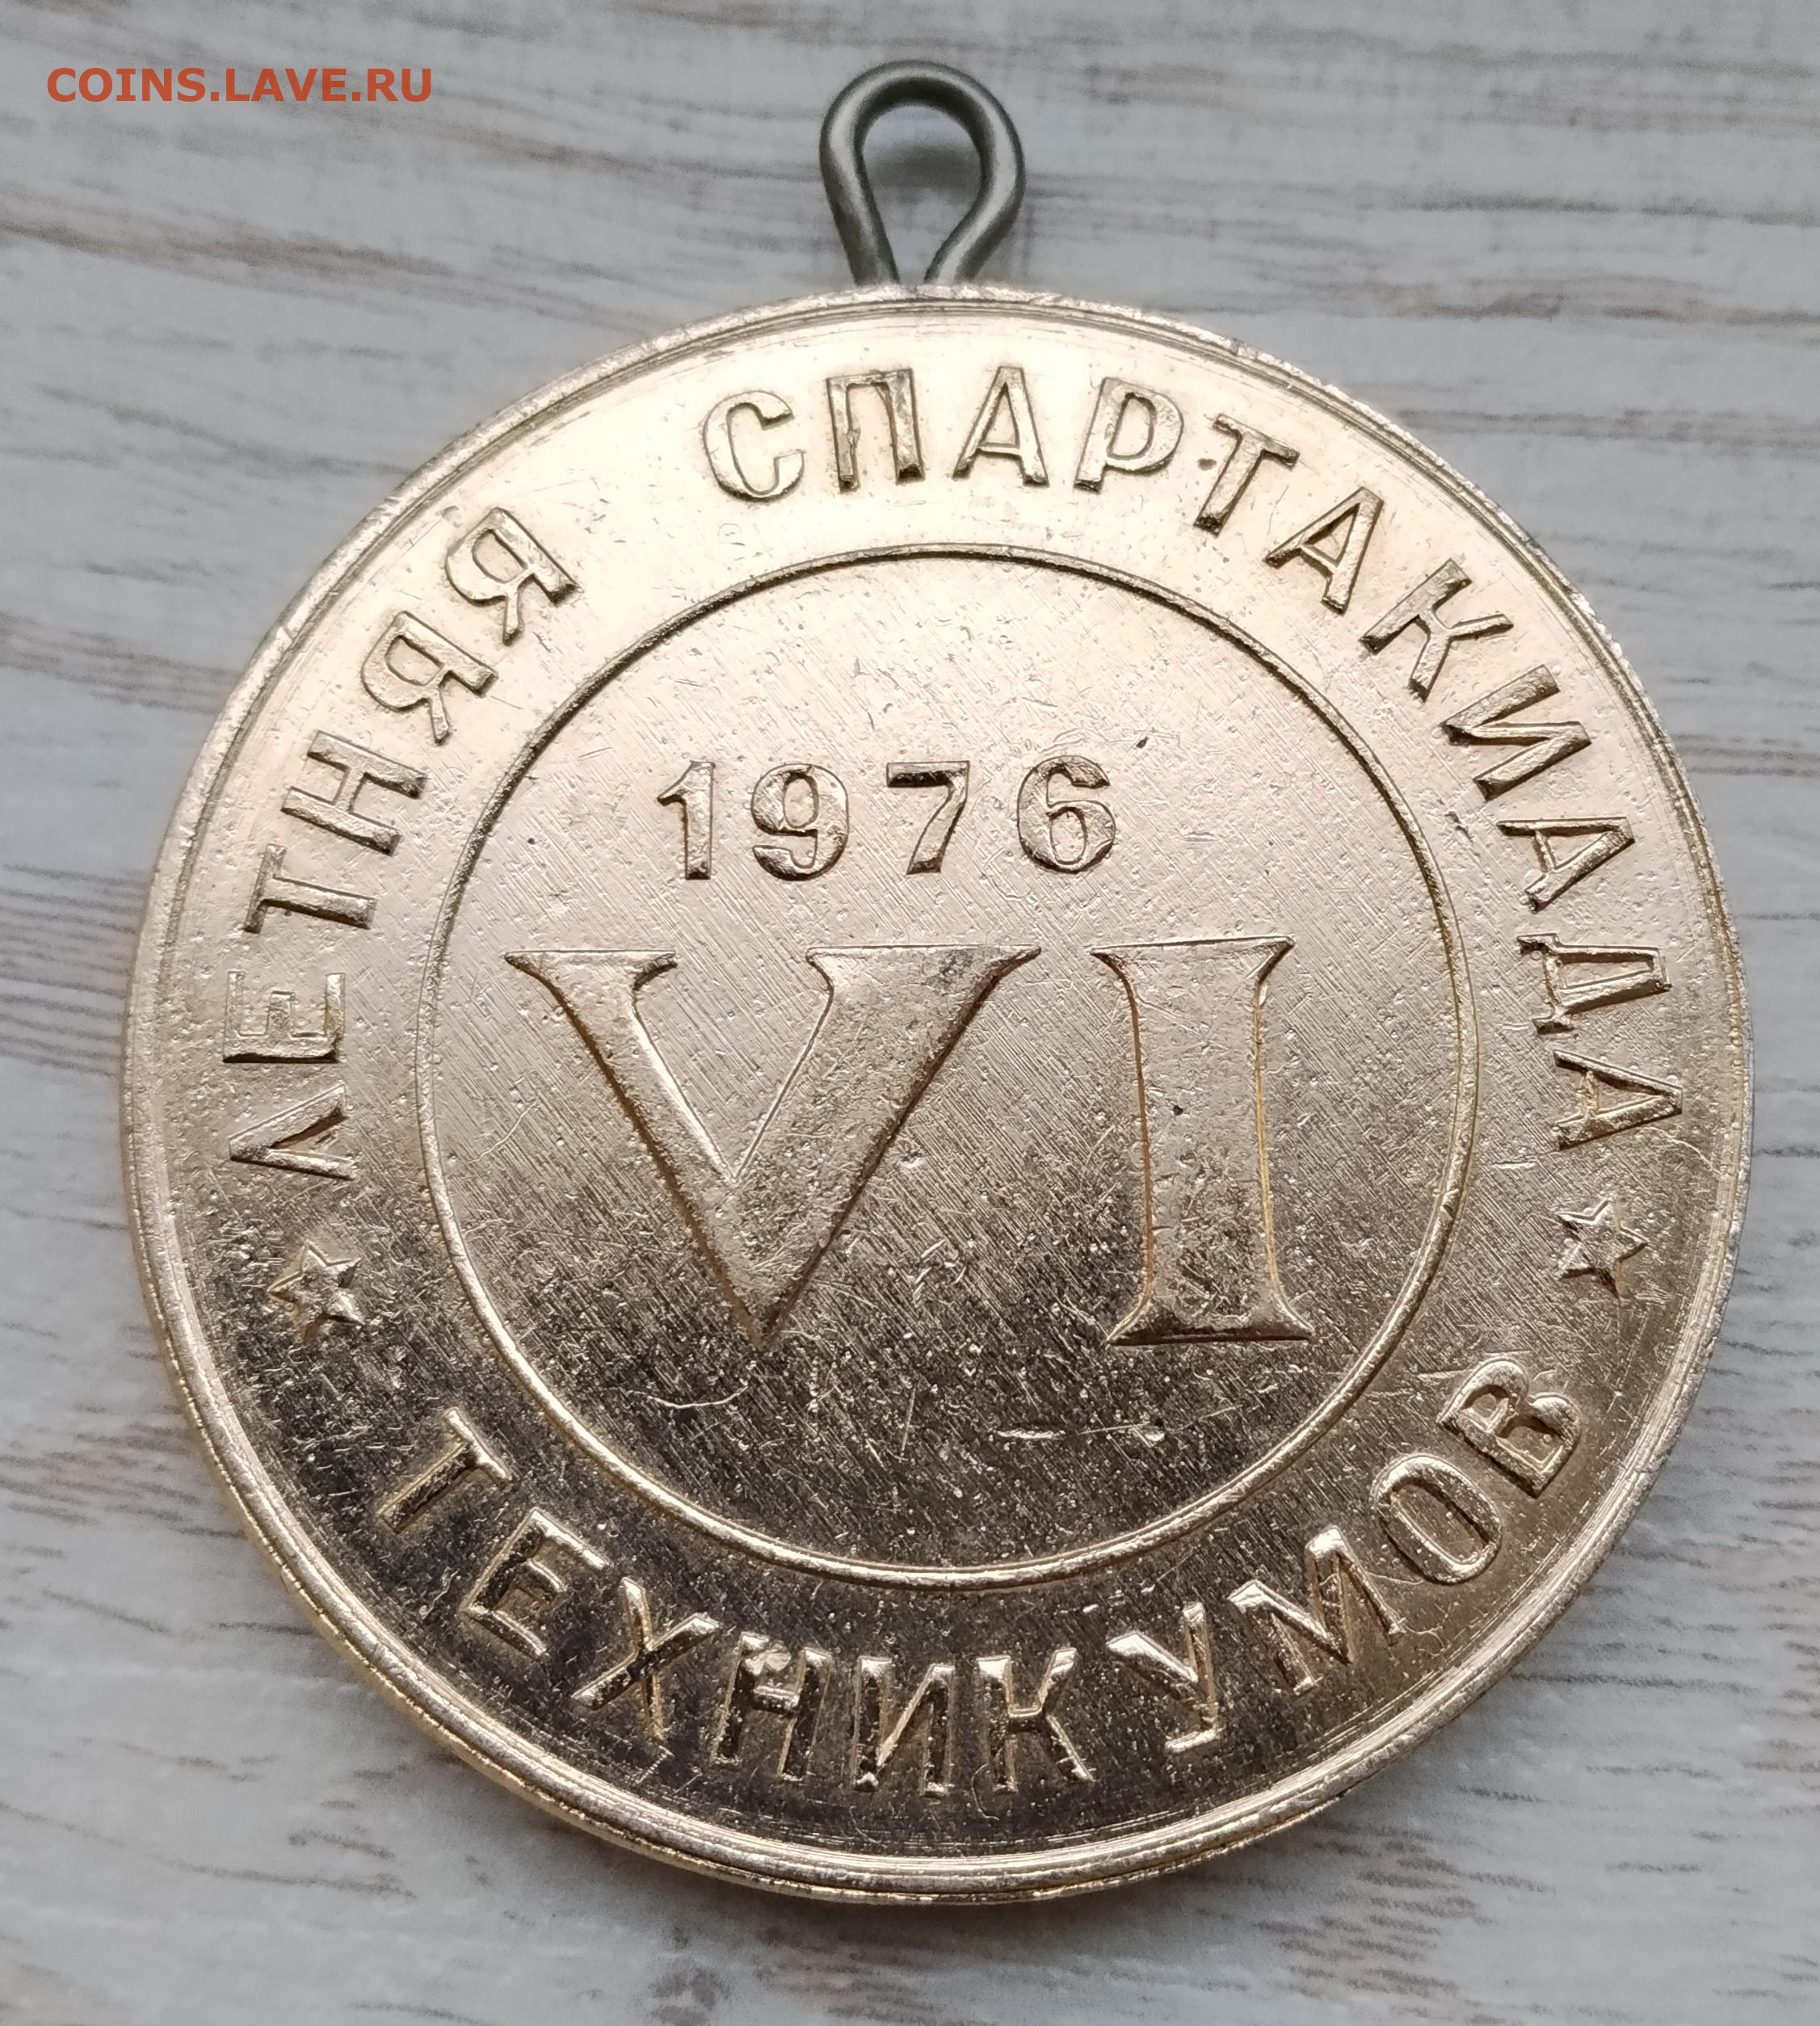 COINS.LAVE.RU
ЛЕТНЯЯ СПАРТАКИАДА
1976
VI
ТЕХНИКУМОВ